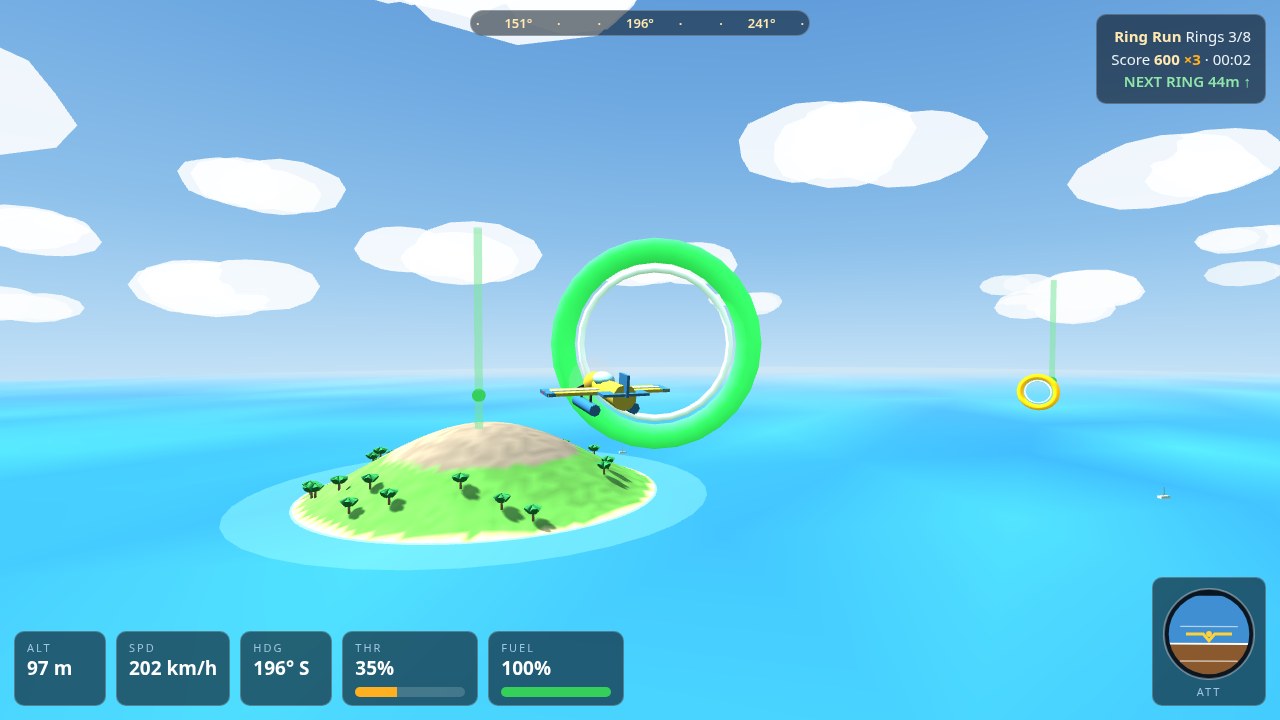 · 151° · · 196° · · 241° ·
Ring Run Rings 3/8
Score 600 ×3 · 00:02
NEXT RING 44m ↑
ALT
97 m
SPD
202 km/h
HDG
196° S
THR
35%
FUEL
100%
ATT